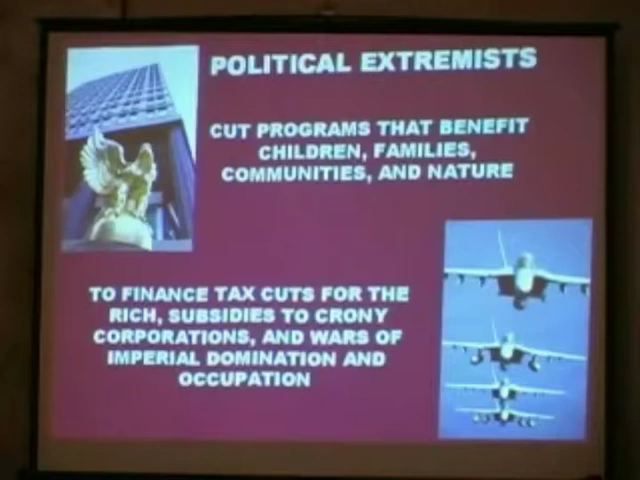 POLITICAL EXTREMISTS
CUT PROGRAMS THAT BENEFIT
CHILDREN, FAMILIES,
COMMUNITIES, AND NATURE
TO FINANCE TAX CUTS FOR THE
RICH, SUBSIDIES TO CRONY
CORPORATIONS, AND WARS OF
IMPERIAL DOMINATION AND
OCCUPATION